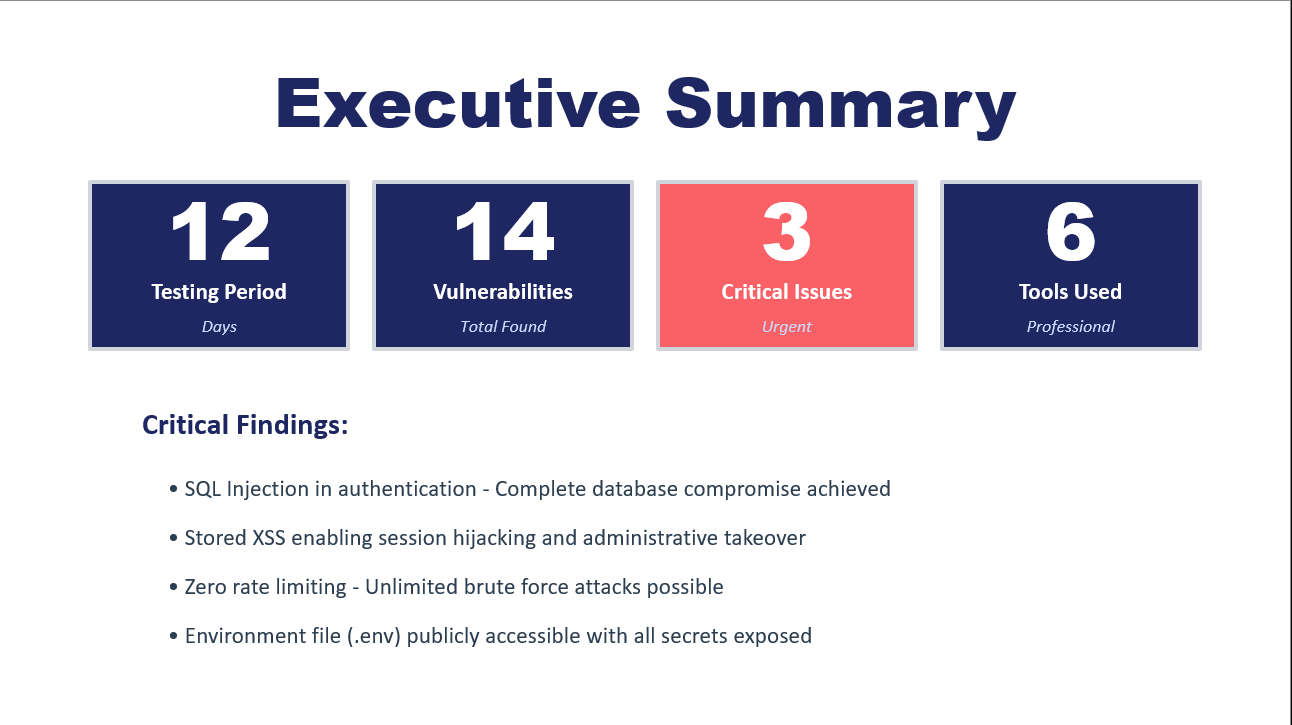 Executive Summary
12
Testing Period
Days
14
Vulnerabilities
Total Found
3
Critical Issues
Urgent
6
Tools Used
Professional
Critical Findings:
• SQL Injection in authentication - Complete database compromise achieved
• Stored XSS enabling session hijacking and administrative takeover
• Zero rate limiting - Unlimited brute force attacks possible
• Environment file (.env) publicly accessible with all secrets exposed